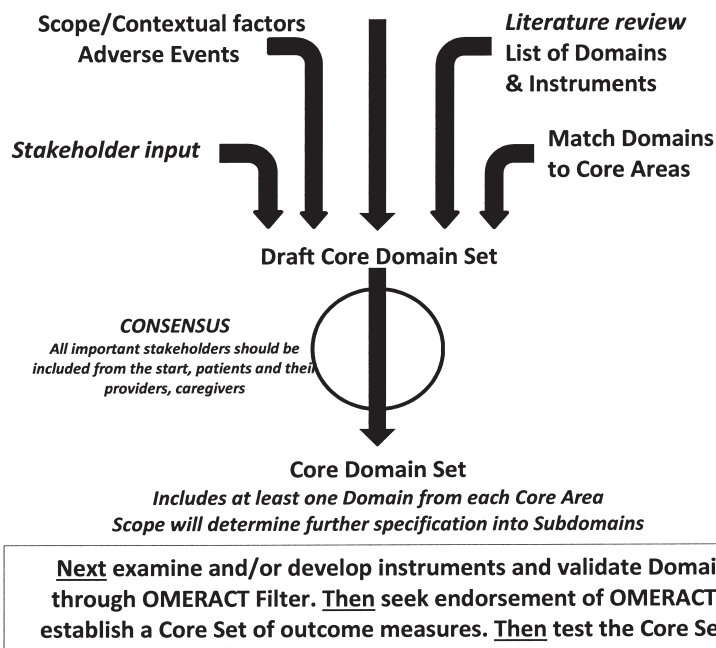 Scope/Contextual factors
Adverse Events
Literature review
List of Domains
& Instruments
Stakeholder input
Match Domains
to Core Areas
Draft Core Domain Set
CONSENSUS
All important stakeholders should be
included from the start, patients and their
providers, caregivers
Core Domain Set
Includes at least one Domain from each Core Area
Scope will determine further specification into Subdomains
Next examine and/or develop instruments and validate Domai
through OMERACT Filter. Then seek endorsement of OMERACT
establish a Core Set of outcome measures. Then test the Core Se